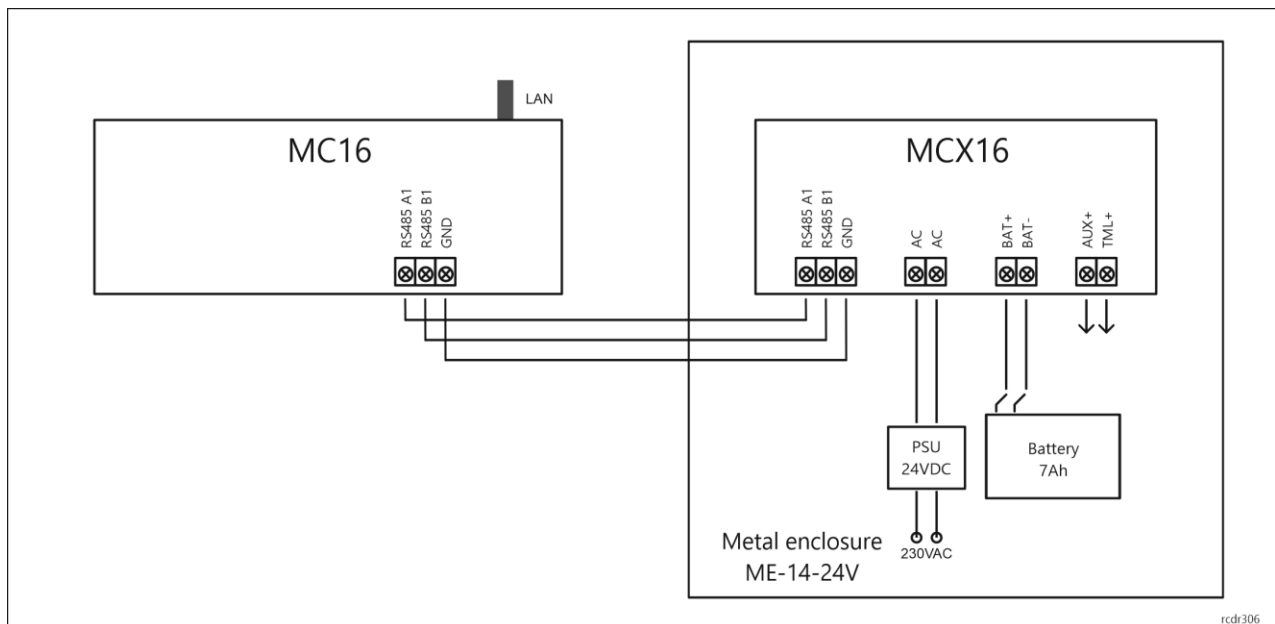 LAN
MC16
RS485 A1
RS485 B1
GND
MCX16
RS485 A1
RS485 B1
GND
AC
AC
BAT+
BAT-
AUX+
TML+
PSU
24VDC
Battery
7Ah
230VAC
Metal enclosure
ME-14-24V
rcdr306